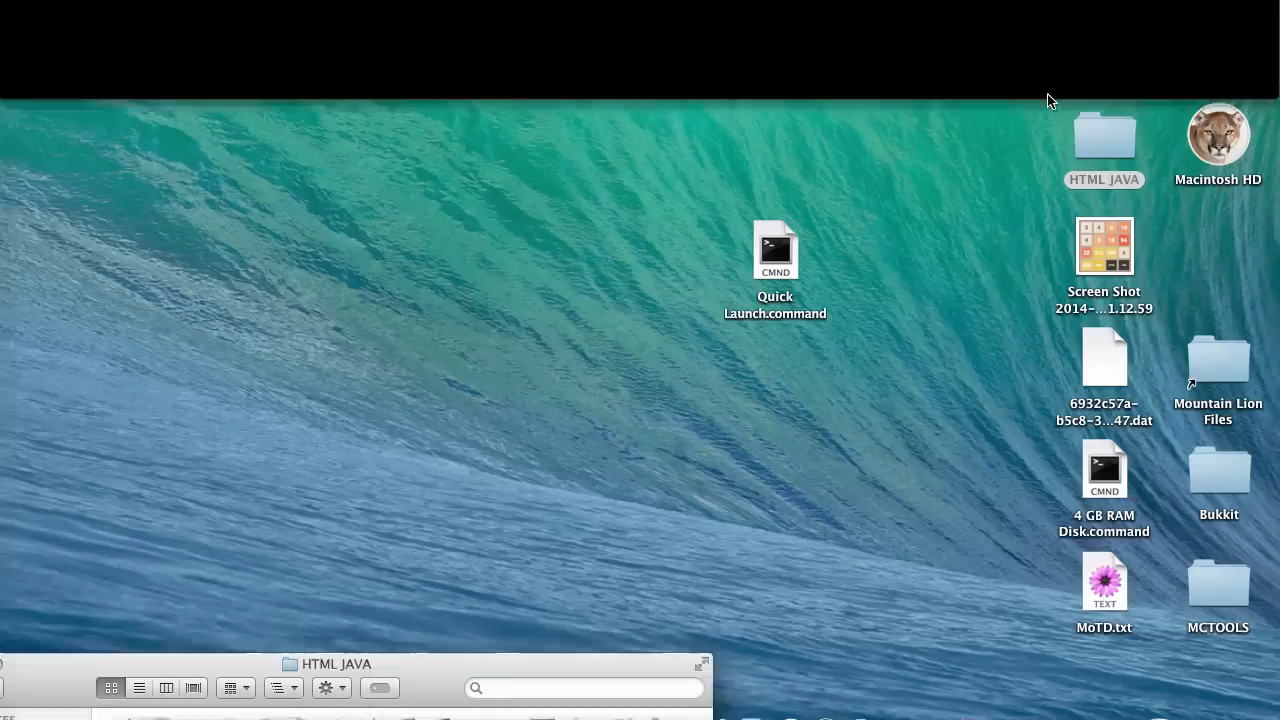 HTML JAVA
Macintosh HD
CMND
Quick
Launch.command
Screen Shot
2014-...1.12.59
6932c57a-
b5c8-3...47.dat
Mountain Lion
Files
CMND
4 GB RAM
Disk.command
Bukkit
TEXT
MoTD.txt
MCTOOLS
HTML JAVA